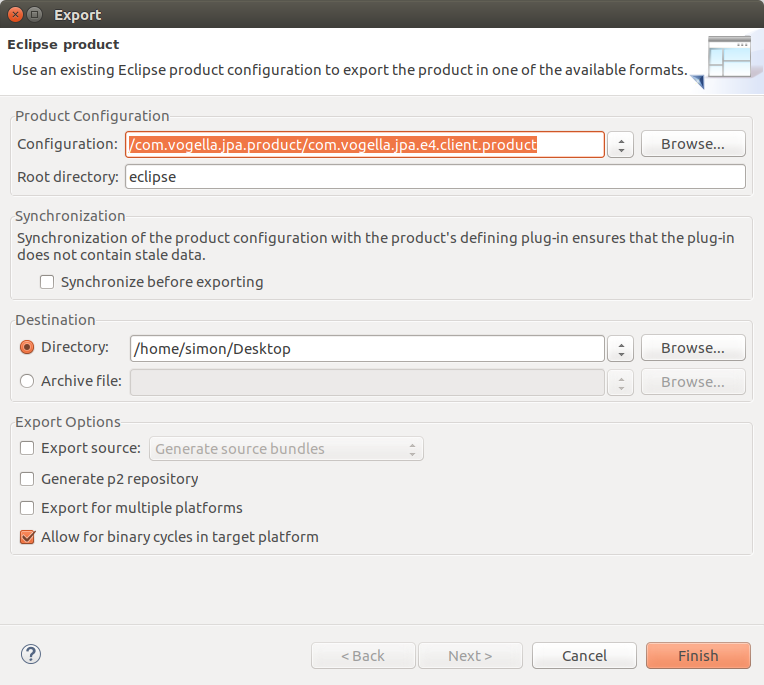 Export
Eclipse product
Use an existing Eclipse product configuration to export the product in one of the available formats.
Product Configuration
Configuration: /com.vogella.jpa.product/com.vogella.jpa.e4.client.product Browse...
Root directory: eclipse
Synchronization
Synchronization of the product configuration with the product's defining plug-in ensures that the plug-in
does not contain stale data.
Synchronize before exporting
Destination
Directory: /home/simon/Desktop Browse...
Archive file: Browse...
Export Options
Export source: Generate source bundles
Generate p2 repository
Export for multiple platforms
Allow for binary cycles in target platform
? < Back Next > Cancel Finish